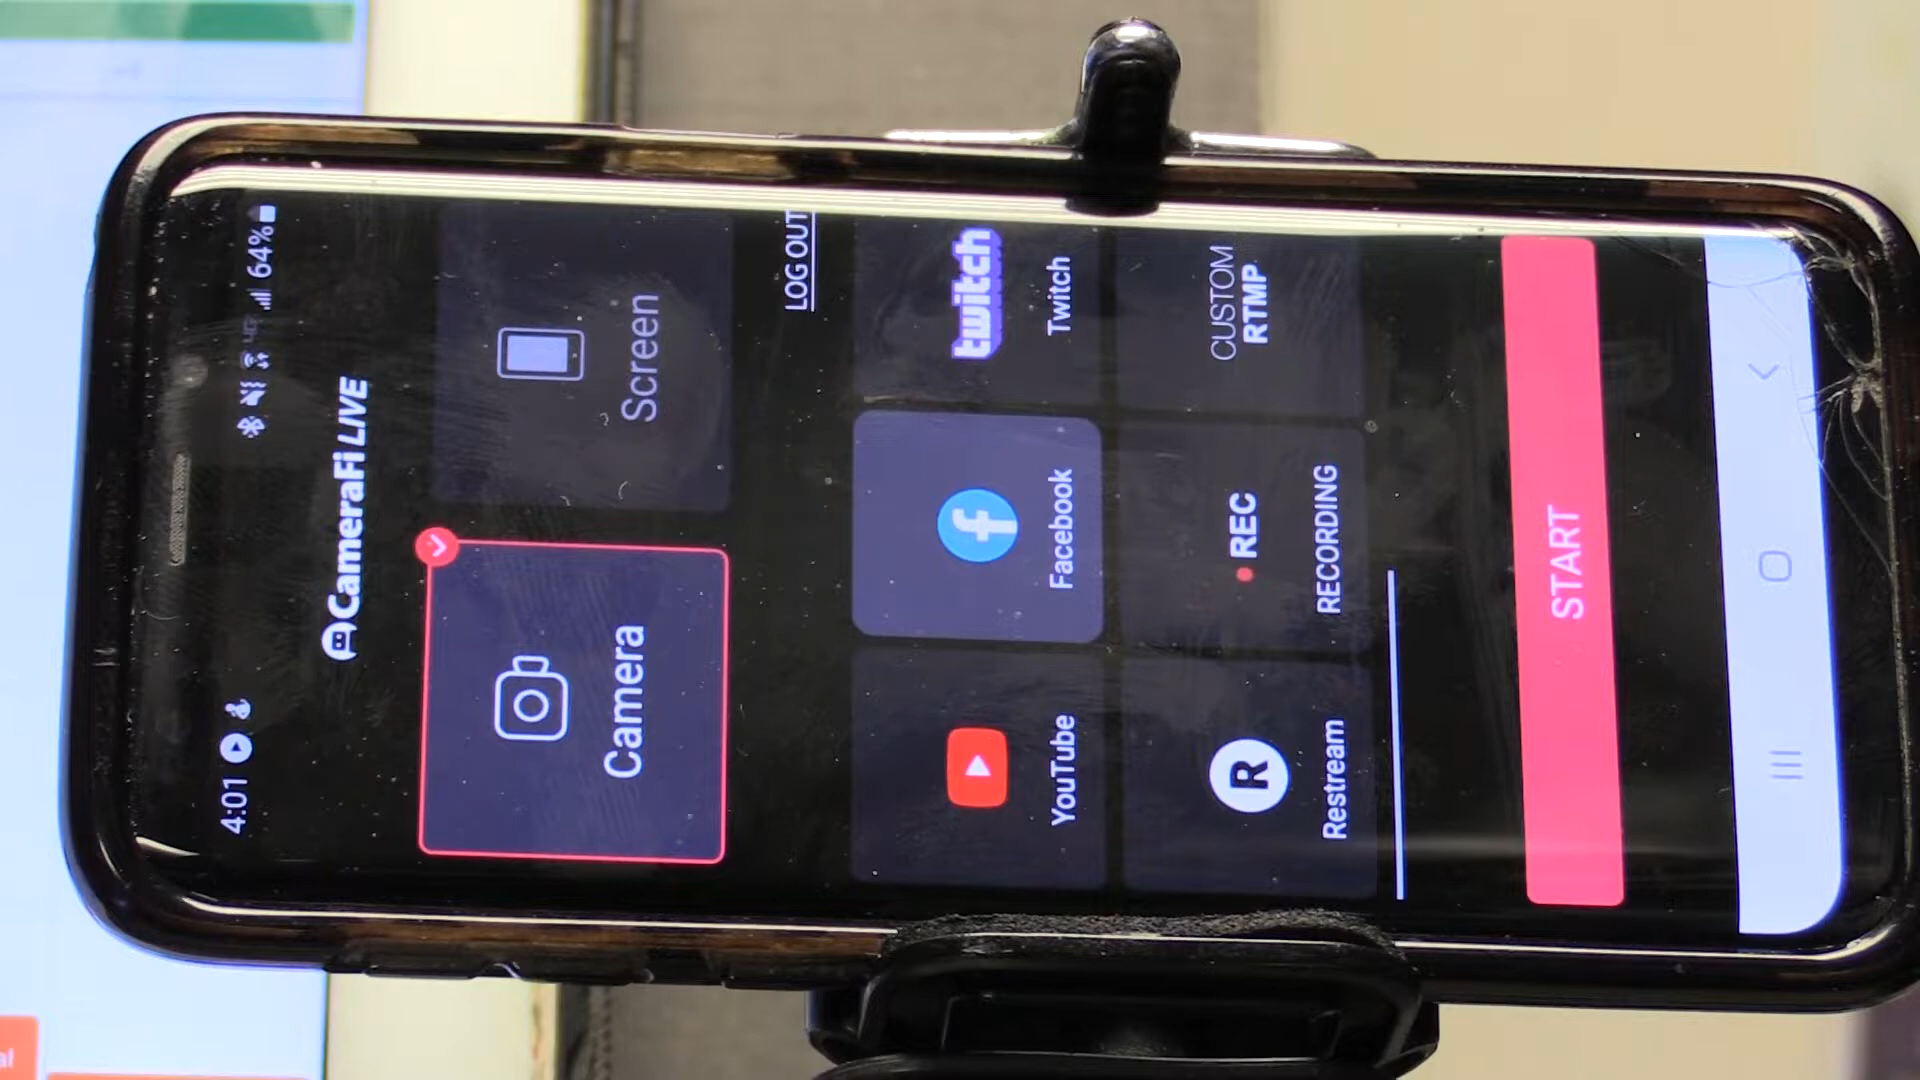 4:01
64%
CameraFi LIVE
Camera
Screen
LOG OUT
YouTube
Facebook
twitch
Twitch
R
Restream
REC
RECORDING
CUSTOM
RTMP
START
al